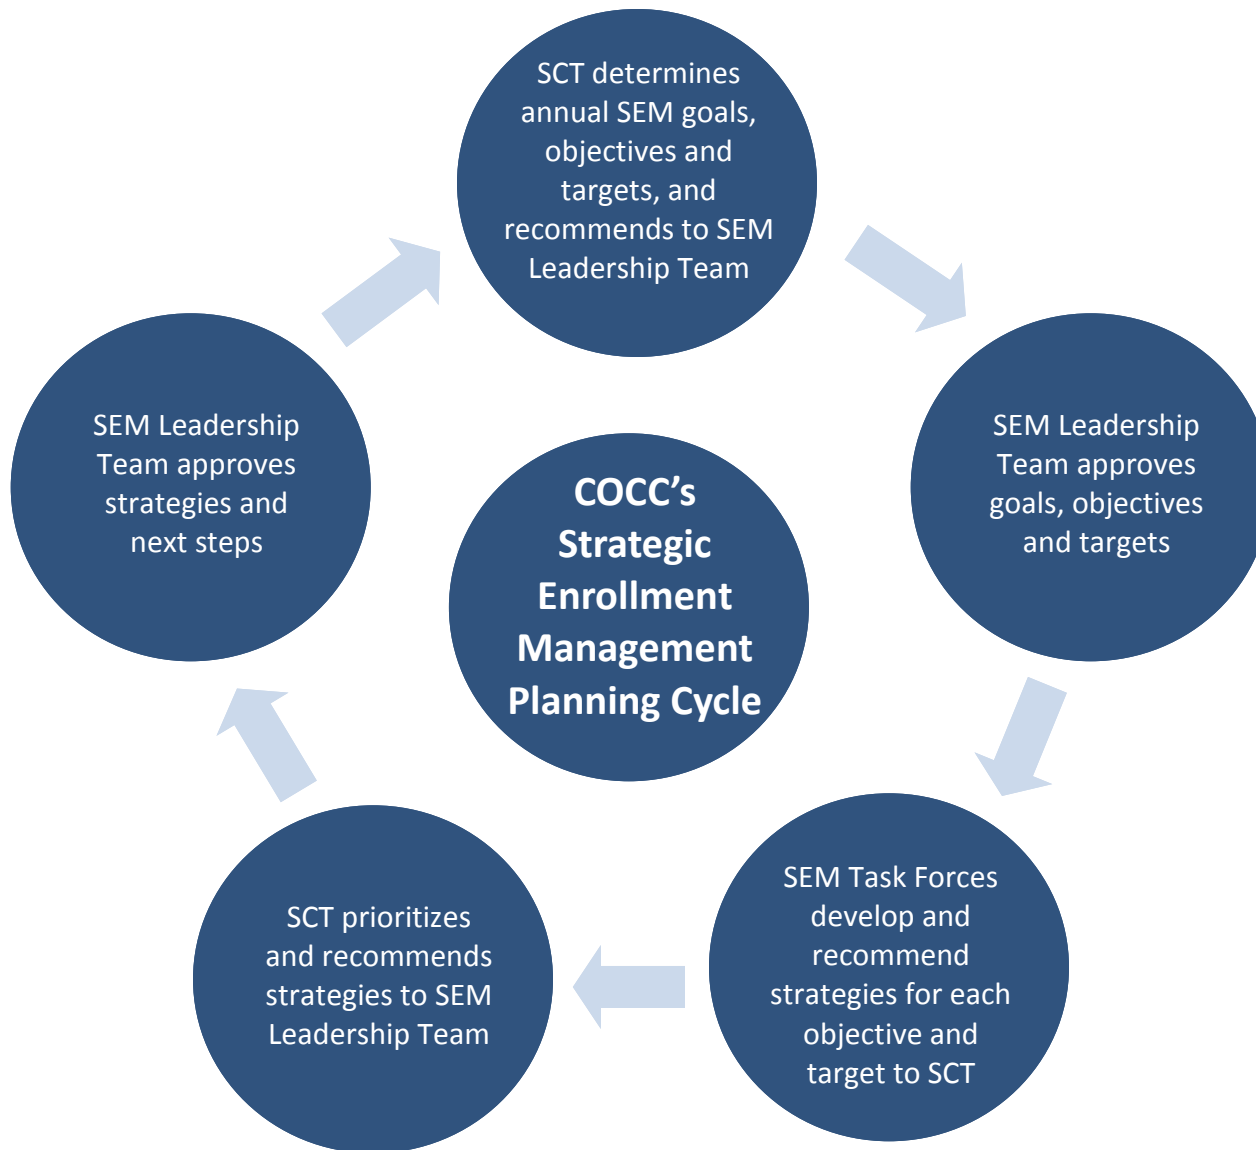 SCT determines
annual SEM goals,
objectives and
targets, and
recommends to SEM
Leadership Team
SEM Leadership
Team approves
goals, objectives
and targets
SEM Task Forces
develop and
recommend
strategies for each
objective and
target to SCT
SCT prioritizes
and recommends
strategies to SEM
Leadership Team
SEM Leadership
Team approves
strategies and
next steps
COCC’s
Strategic
Enrollment
Management
Planning Cycle